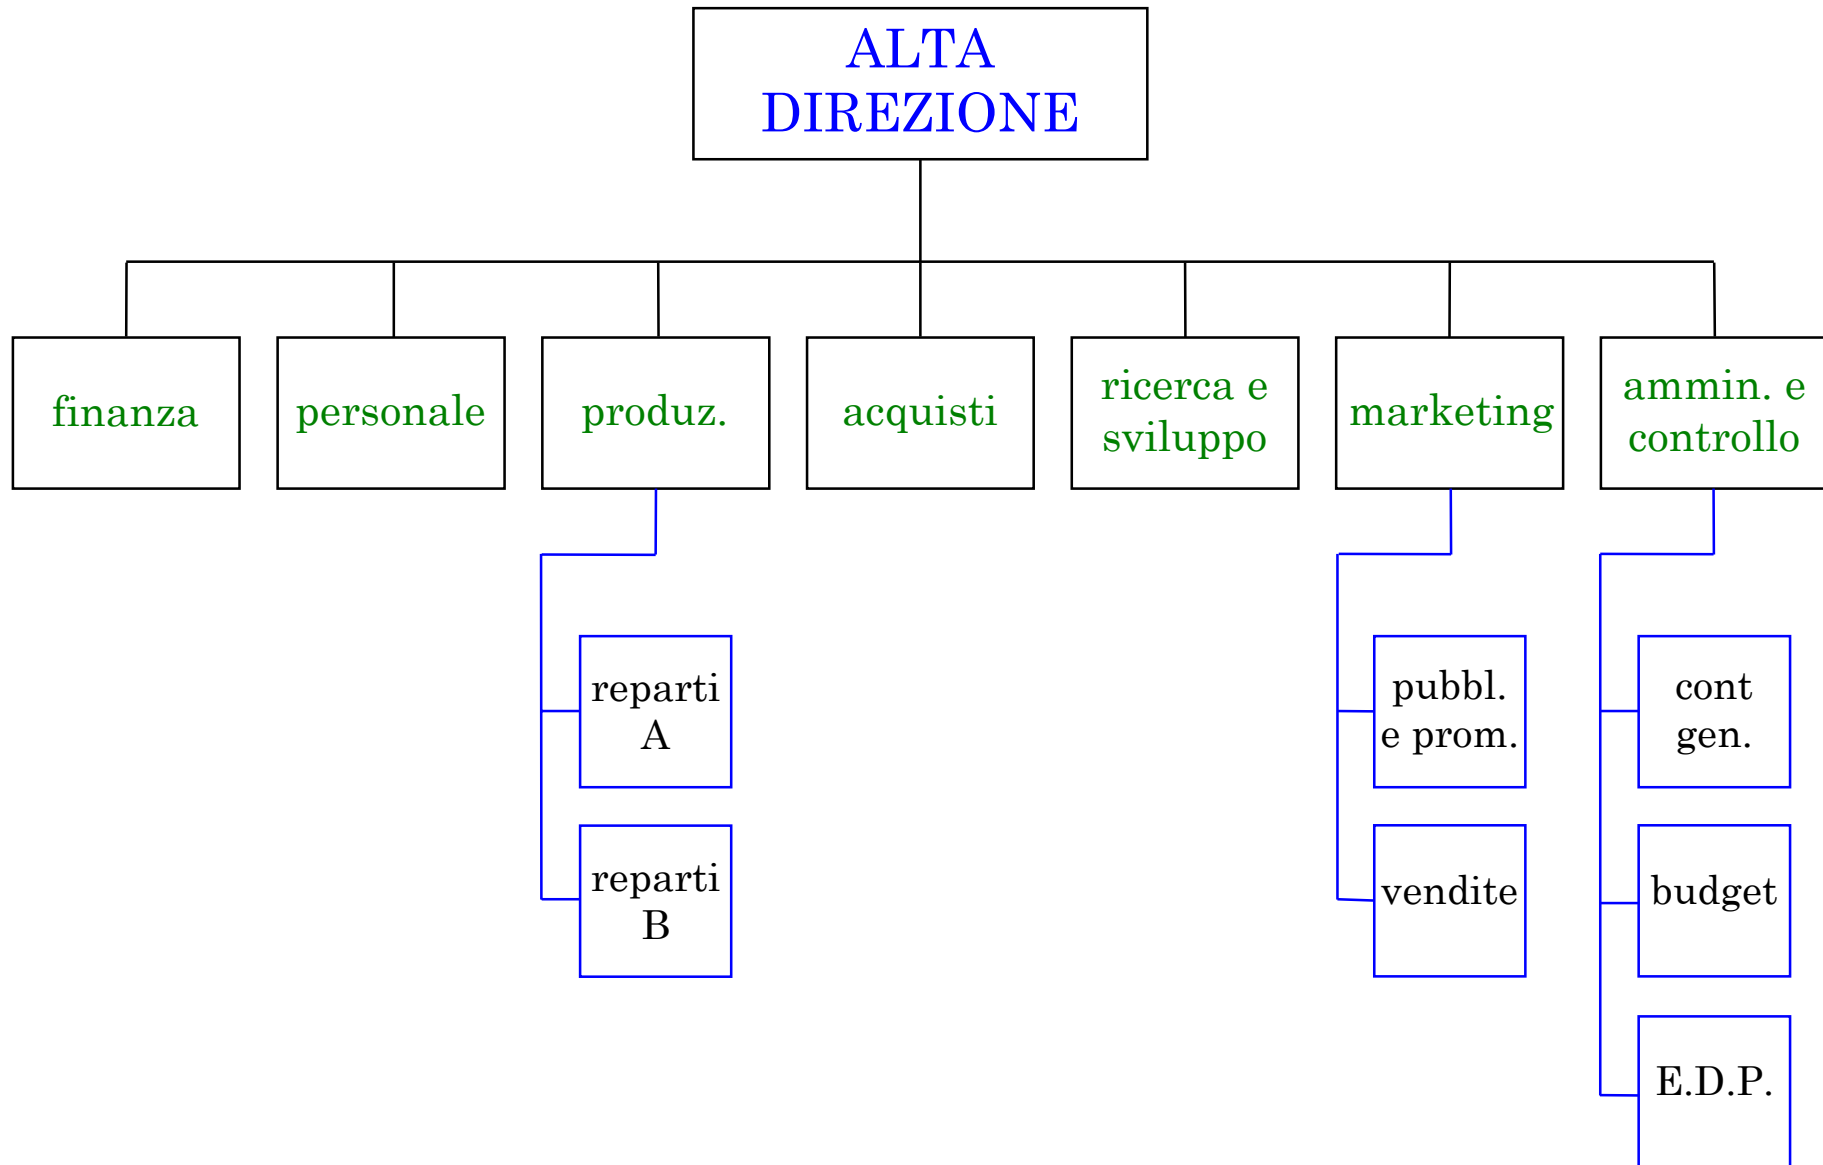 ALTA
DIREZIONE
finanza
personale
produz.
acquisti
ricerca e
sviluppo
marketing
ammin. e
controllo
reparti
A
reparti
B
pubbl.
e prom.
vendite
cont
gen.
budget
E.D.P.